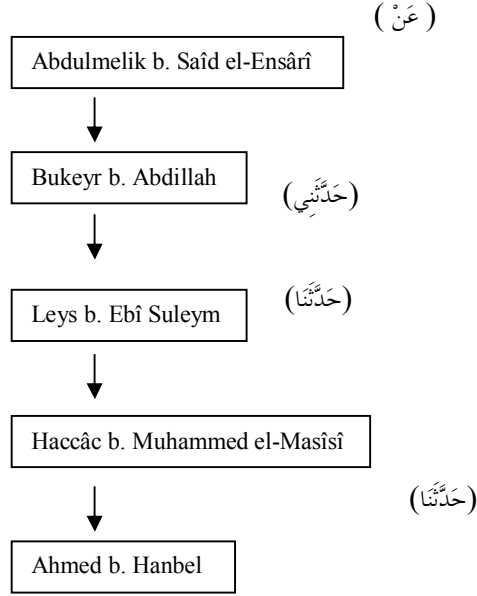 ( عَنْ )
Abdulmelik b. Saîd el-Ensârî
Bukeyr b. Abdillah
(حَدَّثَنِي)
Leys b. Ebî Suleym
(حَدَّثَنَا)
Haccâc b. Muhammed el-Masîsî
(حَدَّثَنَا)
Ahmed b. Hanbel